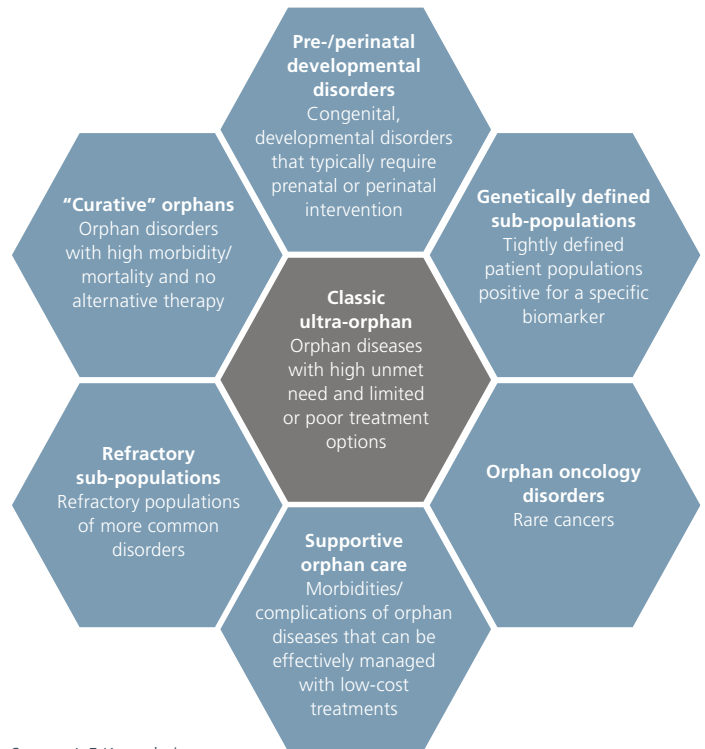 Pre-/perinatal
developmental
disorders
Congenital,
developmental disorders
that typically require
prenatal or perinatal
intervention
“Curative” orphans
Orphan disorders
with high morbidity/
mortality and no
alternative therapy
Genetically defined
sub-populations
Tightly defined
patient populations
positive for a specific
biomarker
Classic
ultra-orphan
Orphan diseases
with high unmet
need and limited
or poor treatment
options
Refractory
sub-populations
Refractory populations
of more common
disorders
Orphan oncology
disorders
Rare cancers
Supportive
orphan care
Morbidities/
complications of orphan
diseases that can be
effectively managed
with low-cost
treatments